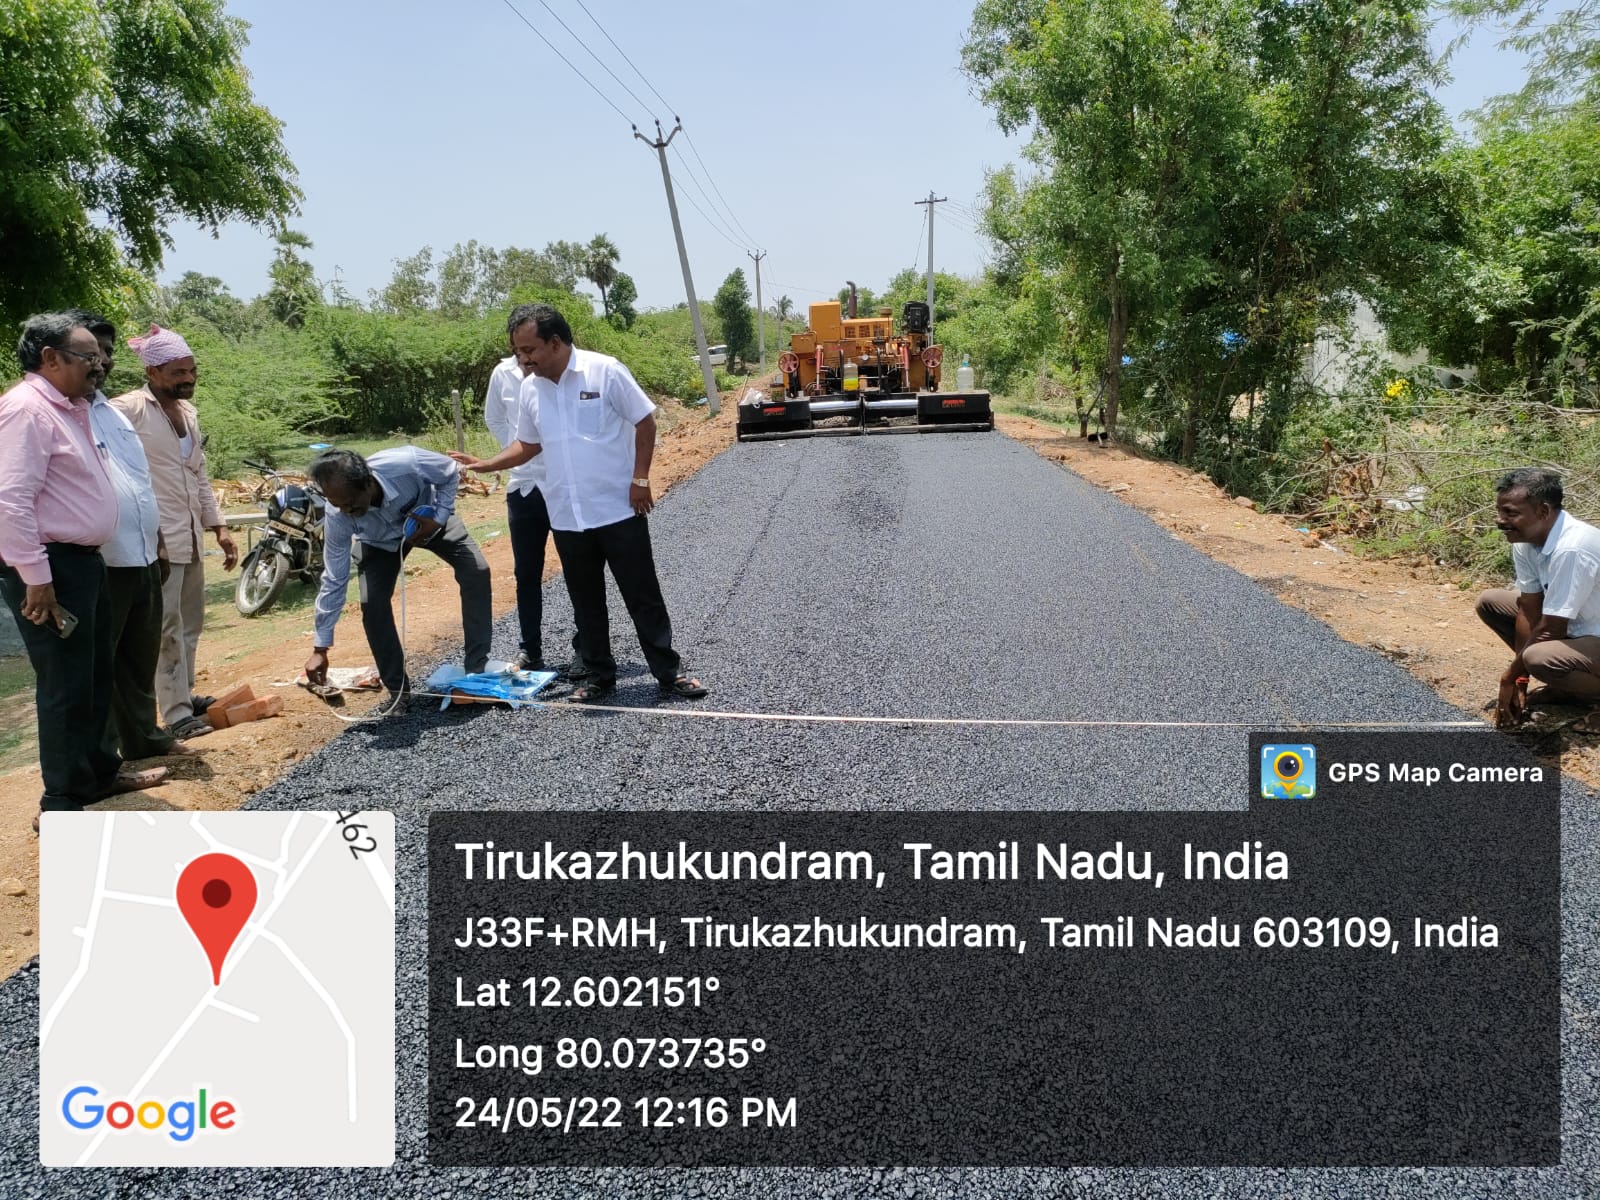 GPS Map Camera
462
Tirukazhukundram, Tamil Nadu, India
J33F+RMH, Tirukazhukundram, Tamil Nadu 603109, India
Lat 12.602151°
Long 80.073735°
24/05/22 12:16 PM
Google